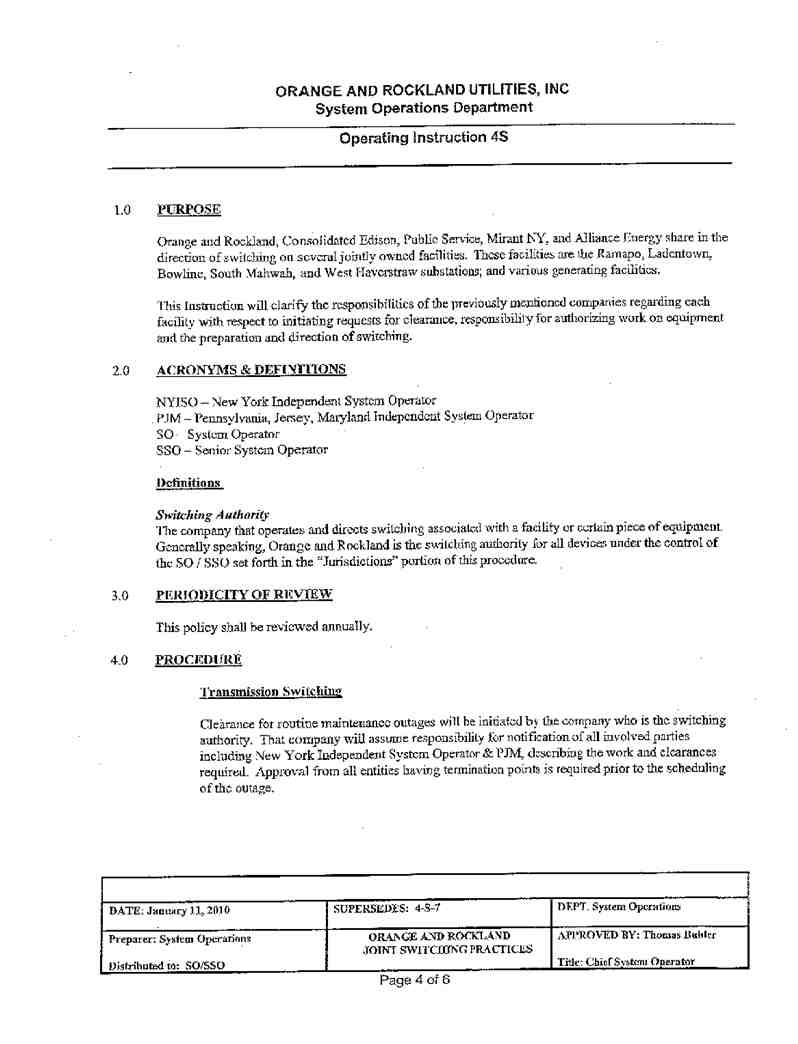 ORANGE AND ROCKLAND UTILITIES, INC
System Operations Department
Operating Instruction 4S
1.0 PURPOSE
Orange and Rockland, Consolidated Edison, Public Service, Mirant NY, and Alliance Energy share in the
direction of switching on several jointly owned facilities. These facilities are the Ramapo, Ladentown,
Bowline, South Mahwah, and West Haverstraw substations; and various generating facilities.
This Instruction will clarify the responsibilities of the previously mentioned companies regarding each
facility with respect to initiating requests for clearance, responsibility for authorizing work on equipment
and the preparation and direction of switching.
2.0 ACRONYMS & DEFINITIONS
NYISO – New York Independent System Operator
PJM – Pennsylvania, Jersey, Maryland Independent System Operator
SO - System Operator
SSO – Senior System Operator
Definitions
Switching Authority
The company that operates and directs switching associated with a facility or certain piece of equipment.
Generally speaking, Orange and Rockland is the switching authority for all devices under the control of
the SO / SSO set forth in the "Jurisdictions" portion of this procedure.
3.0 PERIODICITY OF REVIEW
This policy shall be reviewed annually.
4.0 PROCEDURE
Transmission Switching
Clearance for routine maintenance outages will be initiated by the company who is the switching
authority. That company will assume responsibility for notification of all involved parties
including New York Independent System Operator & PJM, describing the work and clearances
required. Approval from all entities having termination points is required prior to the scheduling
of the outage.
DATE: January 11, 2010 SUPERSEDES: 4-S-7 DEPT. System Operations
Preparer: System Operations ORANGE AND ROCKLAND APPROVED BY: Thomas Buhler
JOINT SWITCHING PRACTICES
Distributed to: SO/SSO Title: Chief System Operator
Page 4 of 6